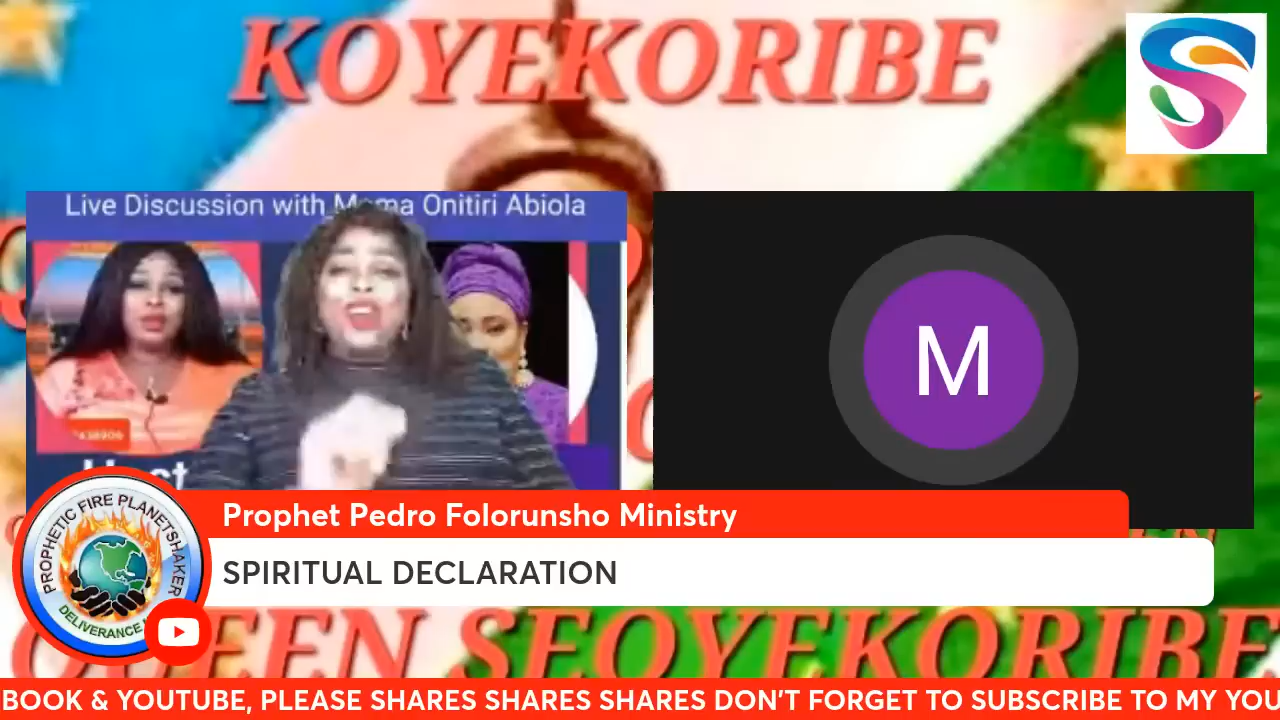 KOYEKORIBE
Live Discussion with Mama Onitiri Abiola
M
Prophet Pedro Folorunsho Ministry
SPIRITUAL DECLARATION
PROPHETIC FIRE PLANETSHAKER
DELIVERANCE
QUEEN SEOYEKORIBE
BOOK & YOUTUBE, PLEASE SHARES SHARES SHARES DON'T FORGET TO SUBSCRIBE TO MY YOU